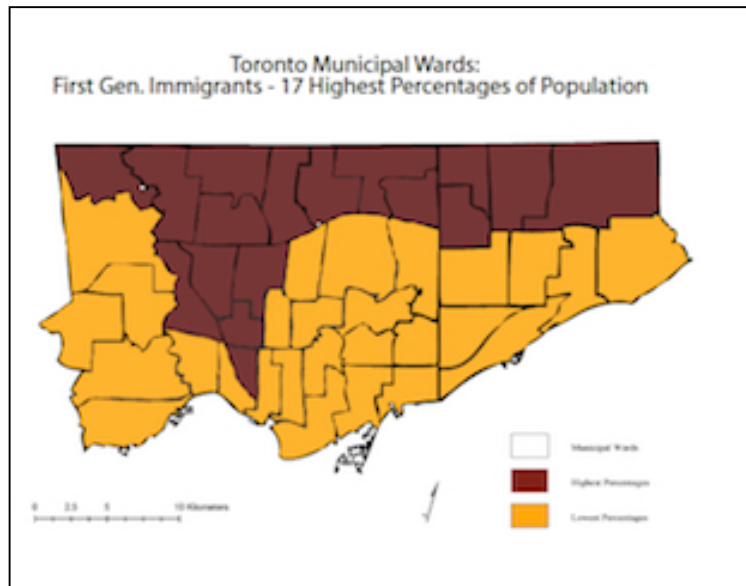 Toronto Municipal Wards:
First Gen. Immigrants - 17 Highest Percentages of Population
Municipal Wards
Highest Percentages
Lowest Percentages
0 2.5 5 10 Kilometers